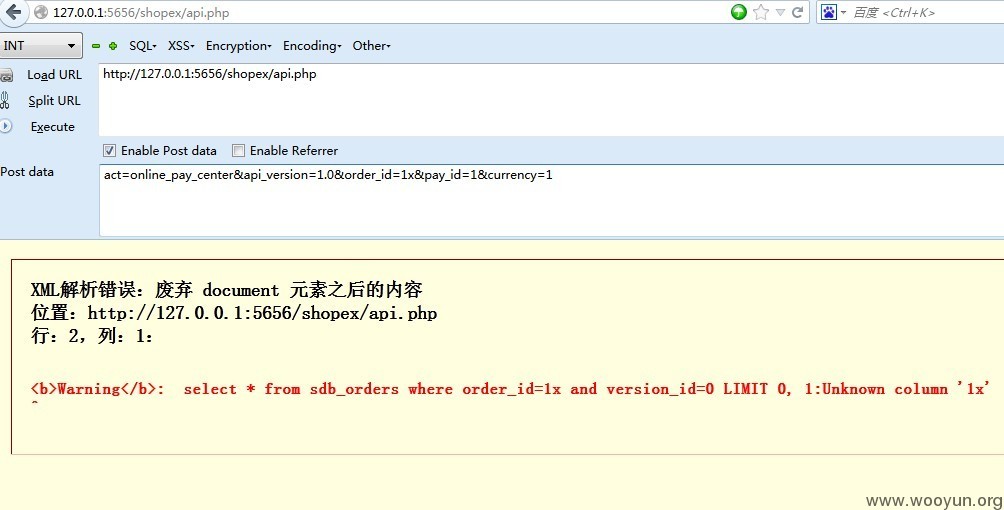 127.0.0.1:5656/shopex/api.php
百度 <Ctrl+K>
INT SQL XSS Encryption Encoding Other
Load URL
http://127.0.0.1:5656/shopex/api.php
Split URL
Execute
Enable Post data Enable Referrer
Post data
act=online_pay_center&api_version=1.0&order_id=1x&pay_id=1&currency=1
XML解析错误：废弃 document 元素之后的内容
位置：http://127.0.0.1:5656/shopex/api.php
行：2，列：1：
<b>Warning</b>:  select * from sdb_orders where order_id=1x and version_id=0 LIMIT 0, 1:Unknown column '1x'
^
www.wooyun.org